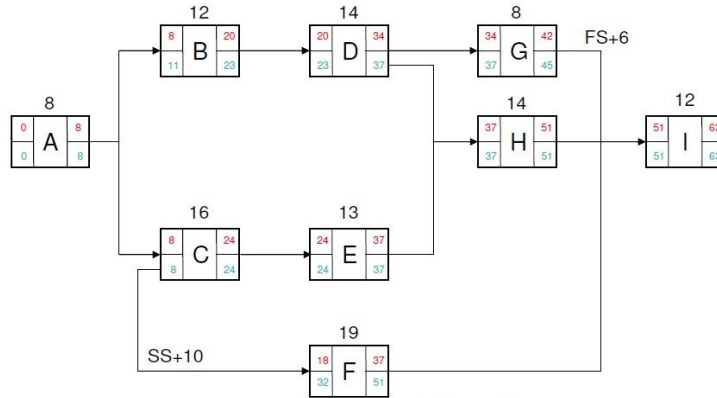 12 14 8
8 20 20 34 34 42 FS+6
B D G
11 23 23 37 37 45
8 14 12
0 8 37 51 51 63
A H I
0 8 37 51 51 63
16 13
8 24 24 37
C E
8 24 24 37
19
SS+10 18 37
F
32 51